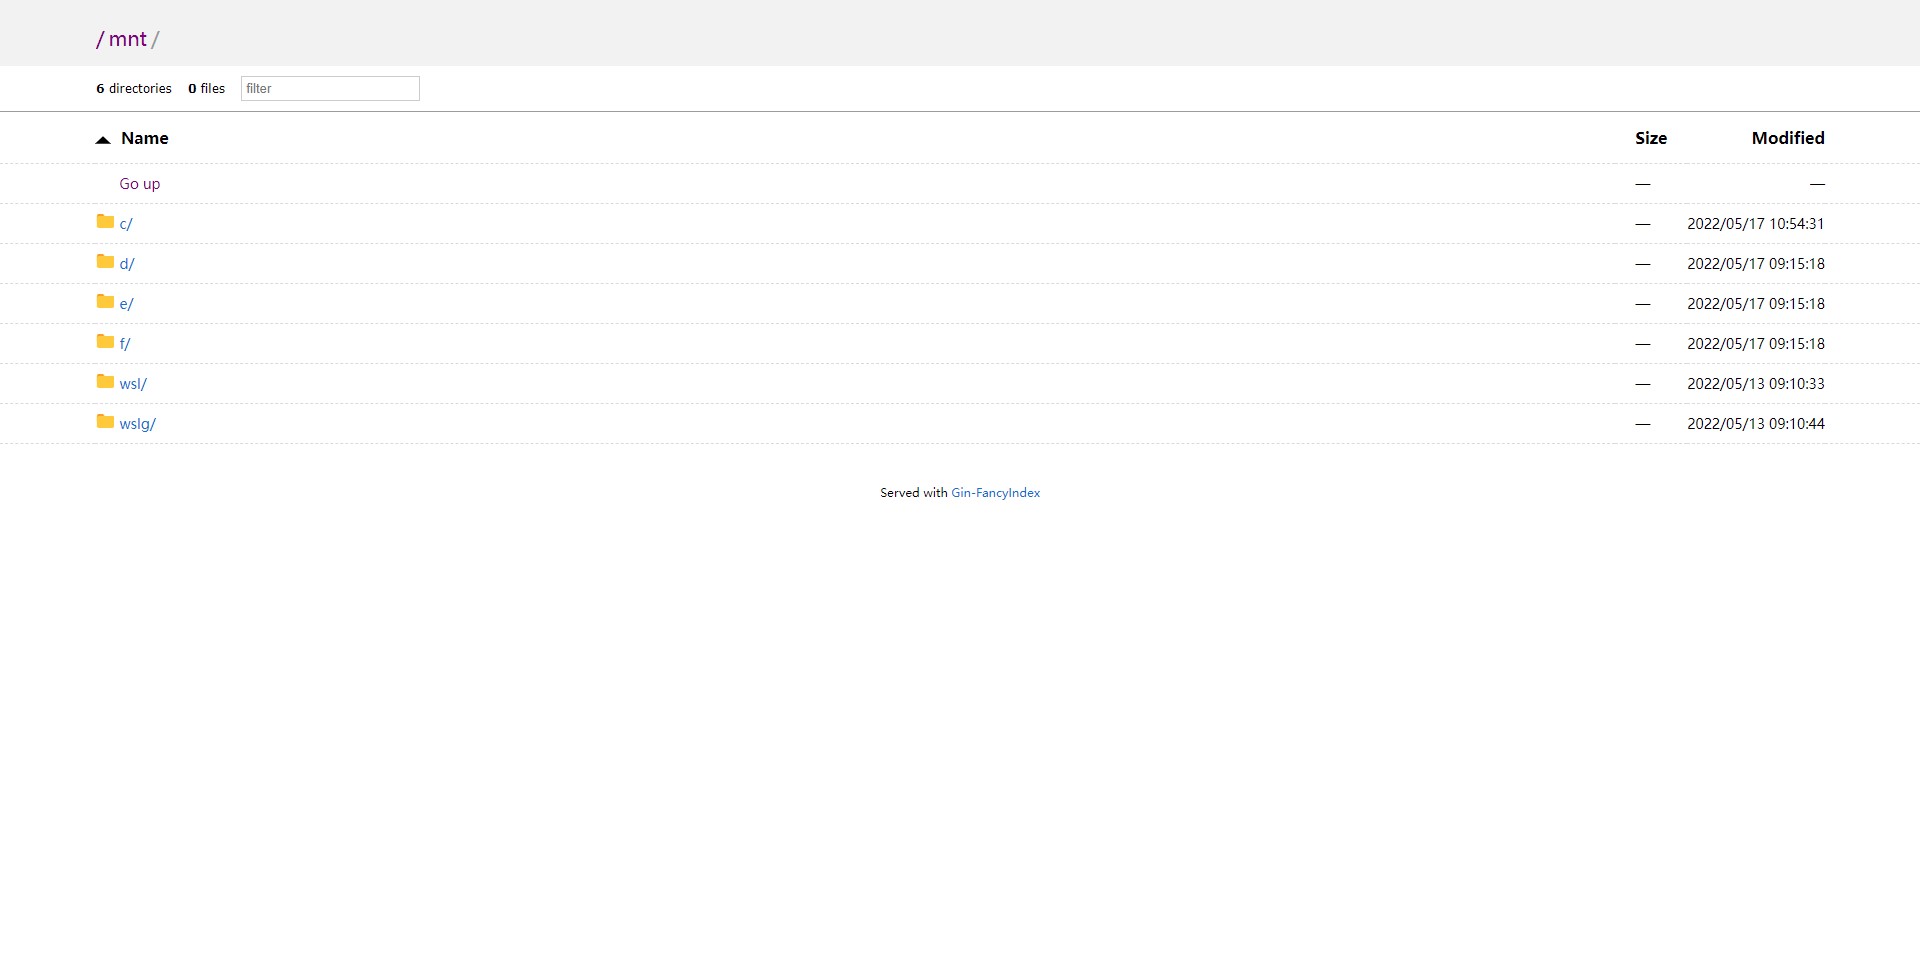 / mnt /
6 directories 0 files filter
Name Size Modified
Go up — —
c/ — 2022/05/17 10:54:31
d/ — 2022/05/17 09:15:18
e/ — 2022/05/17 09:15:18
f/ — 2022/05/17 09:15:18
wsl/ — 2022/05/13 09:10:33
wslg/ — 2022/05/13 09:10:44
Served with Gin-FancyIndex